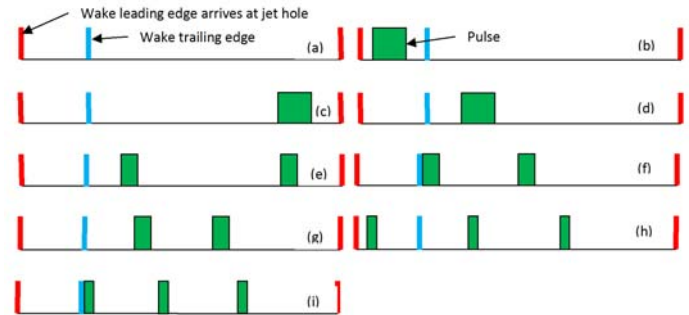 Wake leading edge arrives at jet hole
Wake trailing edge
(a)
Pulse
(b)
(c)
(d)
(e)
(f)
(g)
(h)
(i)